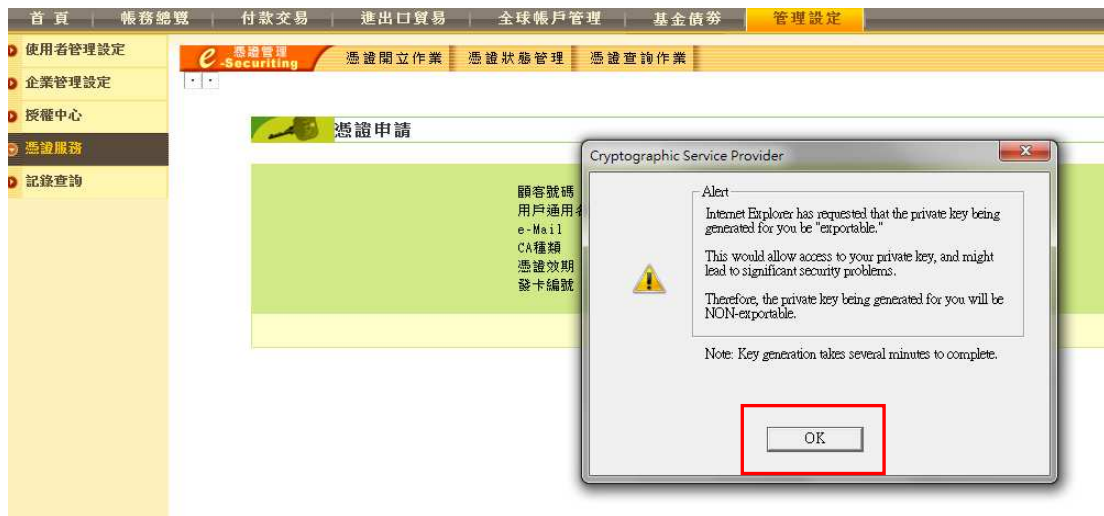 首 頁 | 帳務總覽 | 付款交易 | 進出口貿易 | 全球帳戶管理 | 基金債券 | 管理設定
使用者管理設定
企業管理設定
授權中心
憑證服務
記錄查詢
憑證管理
e-Securiting
憑證開立作業 憑證狀態管理 憑證查詢作業
憑證申請
顧客號碼
用戶通用名
e-Mail
CA種類
憑證效期
發卡編號
Cryptographic Service Provider
Alert
Internet Explorer has requested that the private key being
generated for you be "exportable."
This would allow access to your private key, and might
lead to significant security problems.
Therefore, the private key being generated for you will be
NON-exportable.
Note: Key generation takes several minutes to complete.
OK